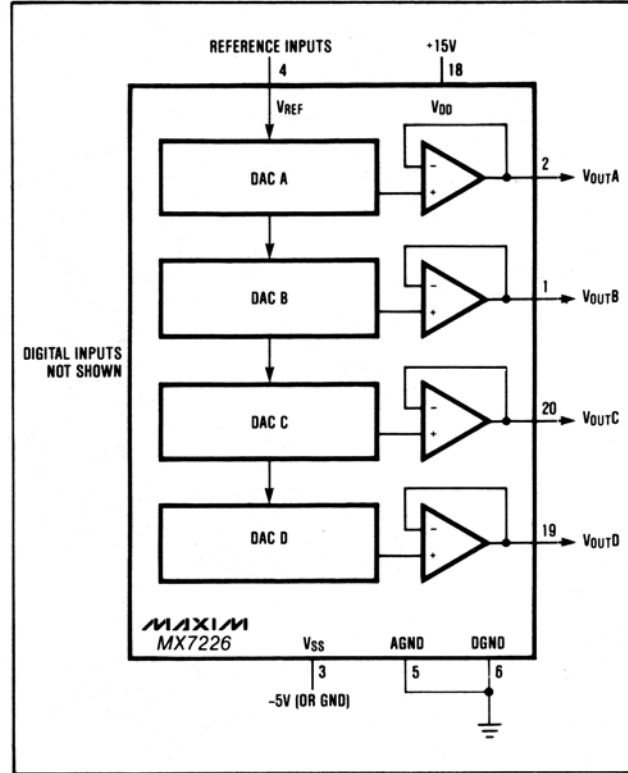 REFERENCE INPUTS
+15V
4
18
VREF
VDD
DAC A
-
+
2
VOUTA
DAC B
-
+
1
VOUTB
DIGITAL INPUTS
NOT SHOWN
DAC C
-
+
20
VOUTC
DAC D
-
+
19
VOUTD
MAXIM
MX7226
VSS
AGND
DGND
3
5
6
-5V (OR GND)